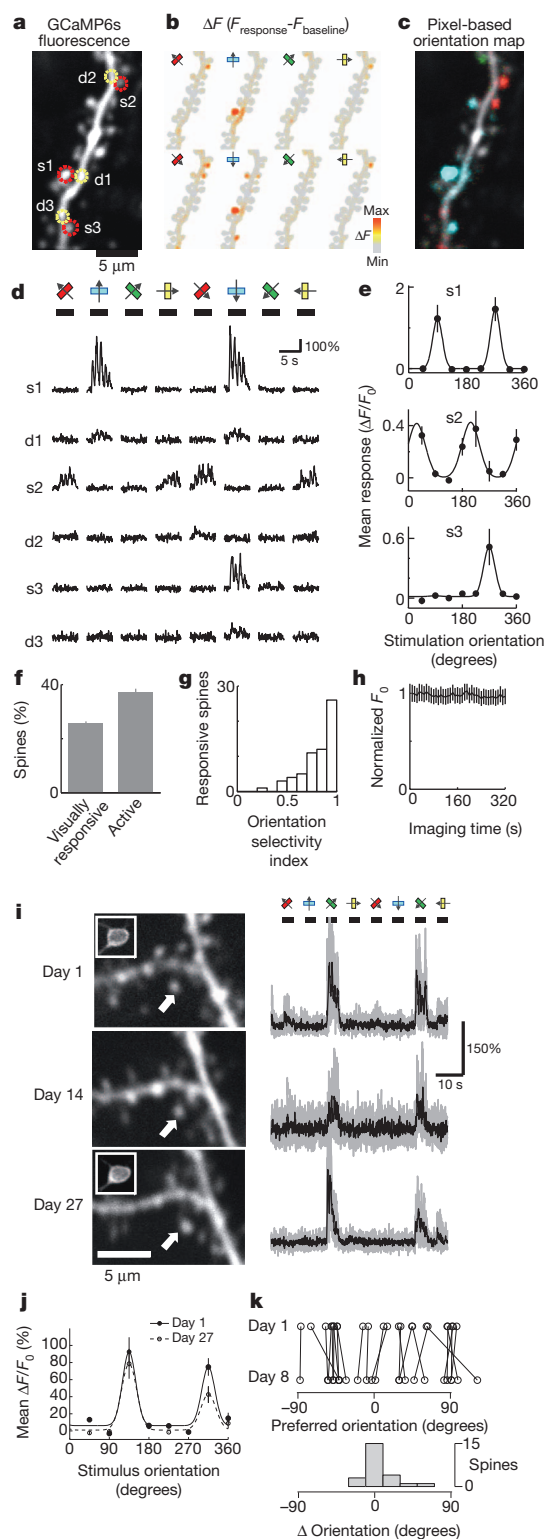 a GCaMP6s fluorescence
d2
s2
s1
d1
d3
s3
5 μm
b ΔF (Fresponse-Fbaseline)
Max
ΔF
Min
c Pixel-based orientation map
d
5 s
100%
s1
d1
s2
d2
s3
d3
e
Mean response (ΔF/F0)
2
0
s1
0 180 360
0.4
0
s2
0 180 360
0.6
0
s3
0 180 360
Stimulation orientation (degrees)
f
Spines (%)
40
0
Visually responsive
Active
g
Responsive spines
30
0
0 0.5 1
Orientation selectivity index
h
Normalized F0
1
0
0 160 320
Imaging time (s)
i
Day 1
Day 14
Day 27
5 μm
150%
10 s
j
Mean ΔF/F0 (%)
100
80
60
40
20
0
Day 1
Day 27
0 90 180 270 360
Stimulus orientation (degrees)
k
Day 1
Day 8
−90 0 90
Preferred orientation (degrees)
15
0
Spines
−90 0 90
Δ Orientation (degrees)